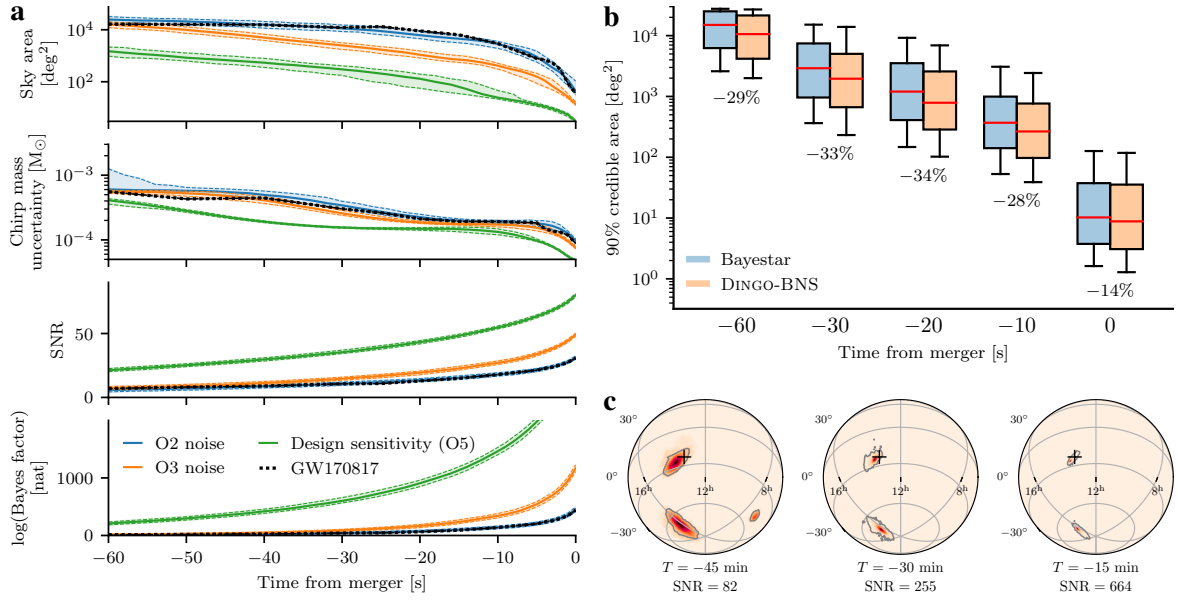 a
Sky area
[deg²]
10⁴
10²
Chirp mass
uncertainty [M⊙]
10⁻³
10⁻⁴
SNR
50
0
log(Bayes factor)
[nat]
1000
0
O2 noise
O3 noise
Design sensitivity (O5)
GW170817
−60 −50 −40 −30 −20 −10 0
Time from merger [s]
b
90% credible area [deg²]
10⁴
10³
10²
10¹
10⁰
−29%
−33%
−34%
−28%
−14%
Bayestar
DINGO-BNS
−60 −30 −20 −10 0
Time from merger [s]
c
30°
0°
−30°
16ʰ 12ʰ 8ʰ
T = −45 min
SNR = 82
30°
0°
−30°
16ʰ 12ʰ 8ʰ
T = −30 min
SNR = 255
30°
0°
−30°
16ʰ 12ʰ 8ʰ
T = −15 min
SNR = 664